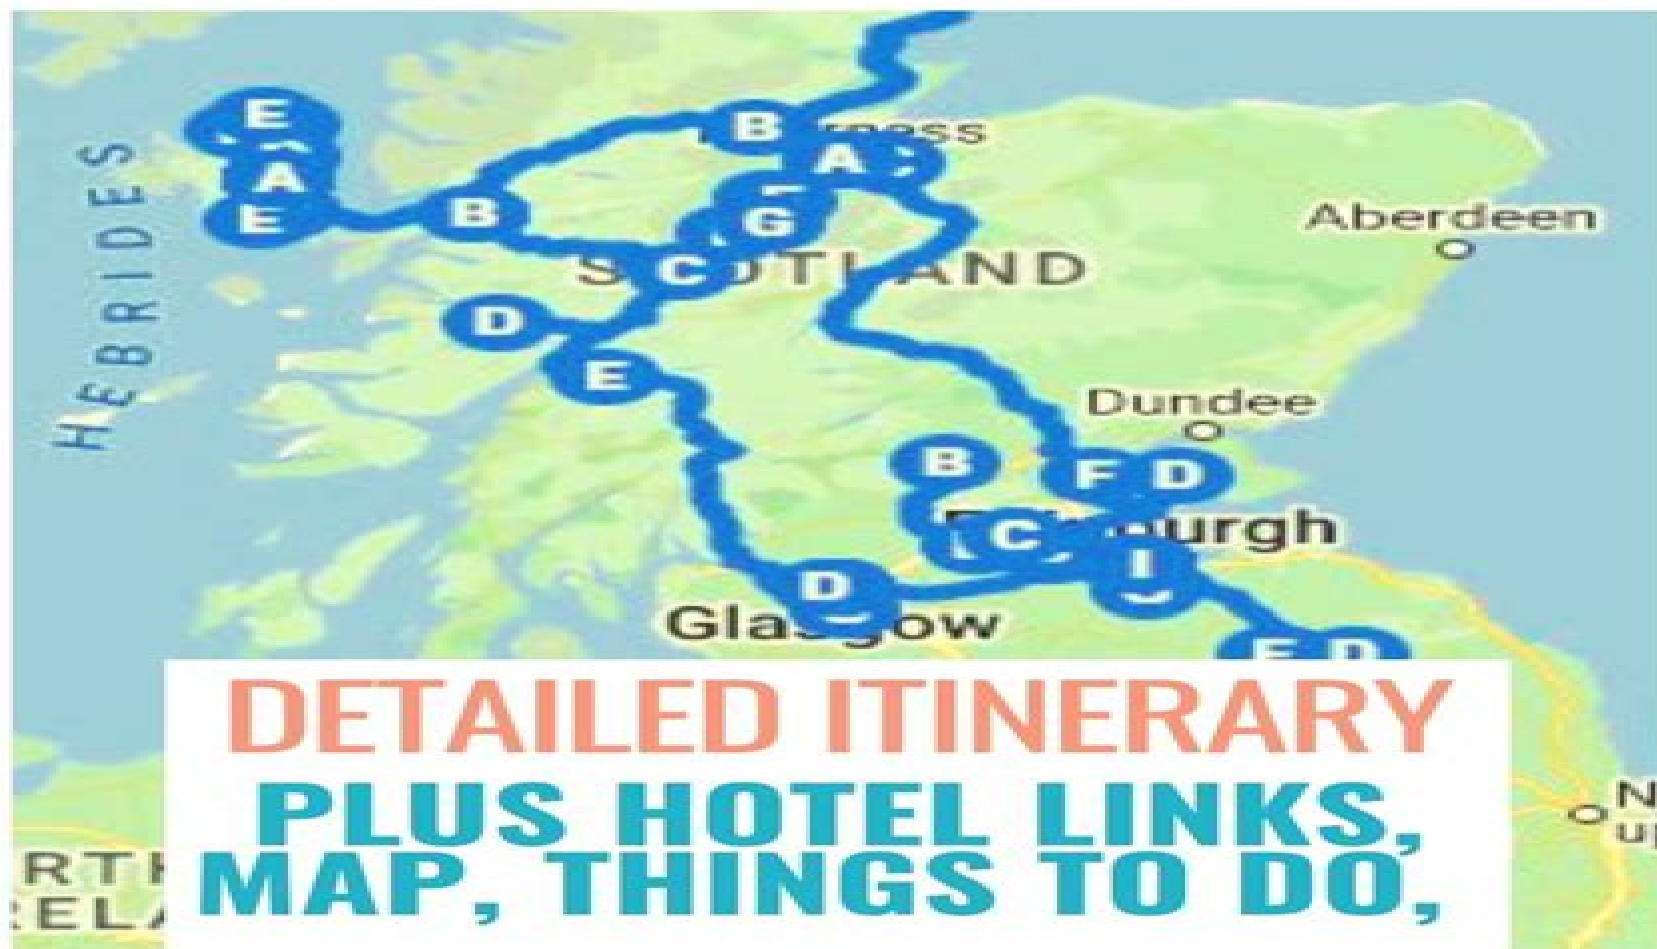 E
B
A
A
E
B
G
C
SCOTLAND
Aberdeen
HEBRIDES
D
E
Dundee
B
F D
C
I
D
Glasgow
DETAILED ITINERARY
PLUS HOTEL LINKS,
MAP, THINGS TO DO,